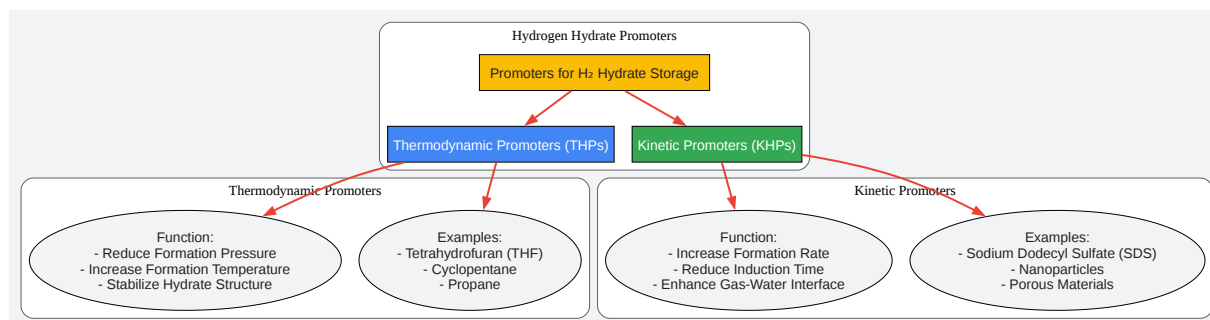 Hydrogen Hydrate Promoters
Promoters for H₂ Hydrate Storage
Thermodynamic Promoters (THPs)
Kinetic Promoters (KHPs)
Thermodynamic Promoters
Function:
- Reduce Formation Pressure
- Increase Formation Temperature
- Stabilize Hydrate Structure
Examples:
- Tetrahydrofuran (THF)
- Cyclopentane
- Propane
Kinetic Promoters
Function:
- Increase Formation Rate
- Reduce Induction Time
- Enhance Gas-Water Interface
Examples:
- Sodium Dodecyl Sulfate (SDS)
- Nanoparticles
- Porous Materials